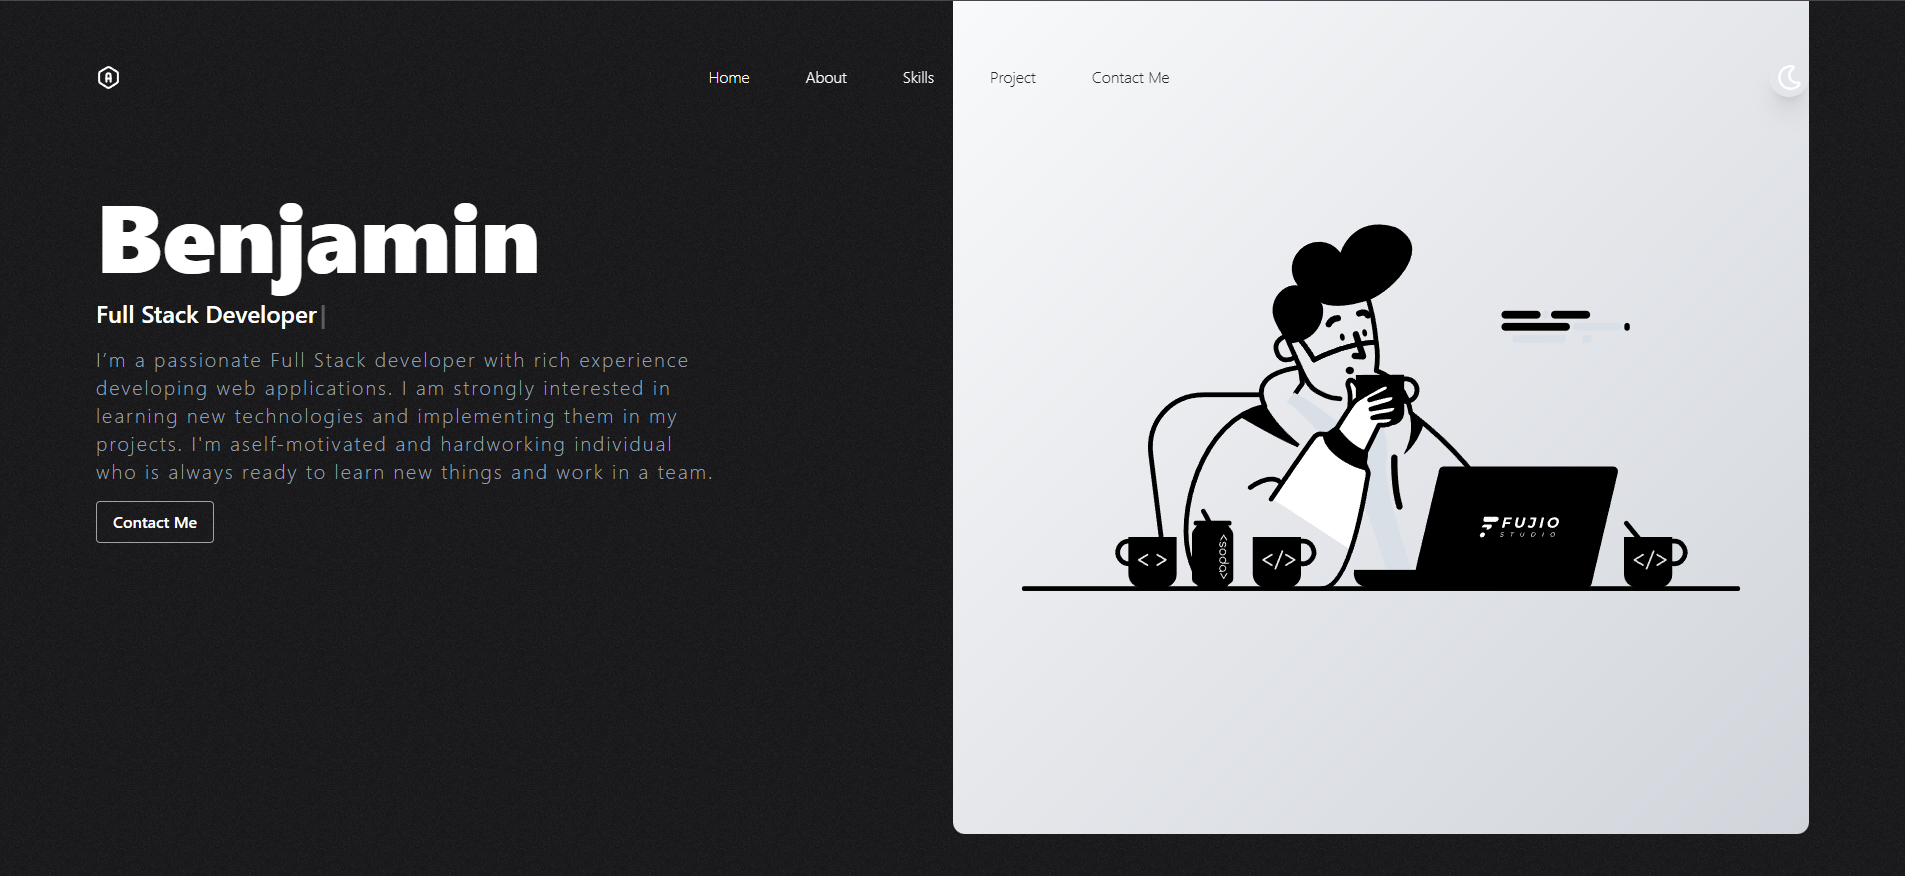 A
Home About Skills Project Contact Me
Benjamin
Full Stack Developer|
I’m a passionate Full Stack developer with rich experience
developing web applications. I am strongly interested in
learning new technologies and implementing them in my
projects. I'm aself-motivated and hardworking individual
who is always ready to learn new things and work in a team.
Contact Me
FUJIO
STUDIO
< >
<soda>
</>
</>